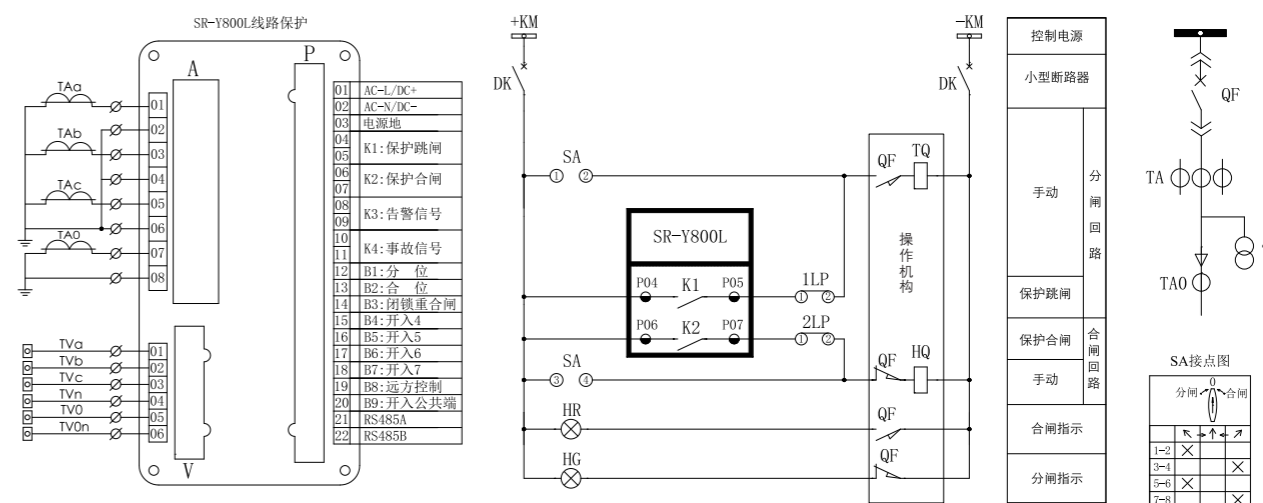 SR-Y800L线路保护
A
P
TAa
TAb
TAc
TA0
01
02
03
04
05
06
07
08
TVa
TVb
TVc
TVn
TV0
TV0n
01
02
03
04
05
06
V
01 AC-L/DC+
02 AC-N/DC-
03 电源地
04
05
K1:保护跳闸
06
07
K2:保护合闸
08
09
K3:告警信号
10
11
K4:事故信号
12 B1:分 位
13 B2:合 位
14 B3:闭锁重合闸
15 B4:开入4
16 B5:开入5
17 B6:开入6
18 B7:开入7
19 B8:远方控制
20 B9:开入公共端
21 RS485A
22 RS485B
+KM
-KM
DK
DK
SA
① ②
QF
TQ
SR-Y800L
P04 K1 P05
1LP
① ②
P06 K2 P07
2LP
① ②
SA
③ ④
QF
HQ
操作机构
HR
QF
HG
QF
控制电源
小型断路器
手动
分闸回路
保护跳闸
保护合闸
合闸回路
手动
合闸指示
分闸指示
QF
TA
TA0
SA接点图
0
分闸 合闸
1-2
3-4
5-6
7-8